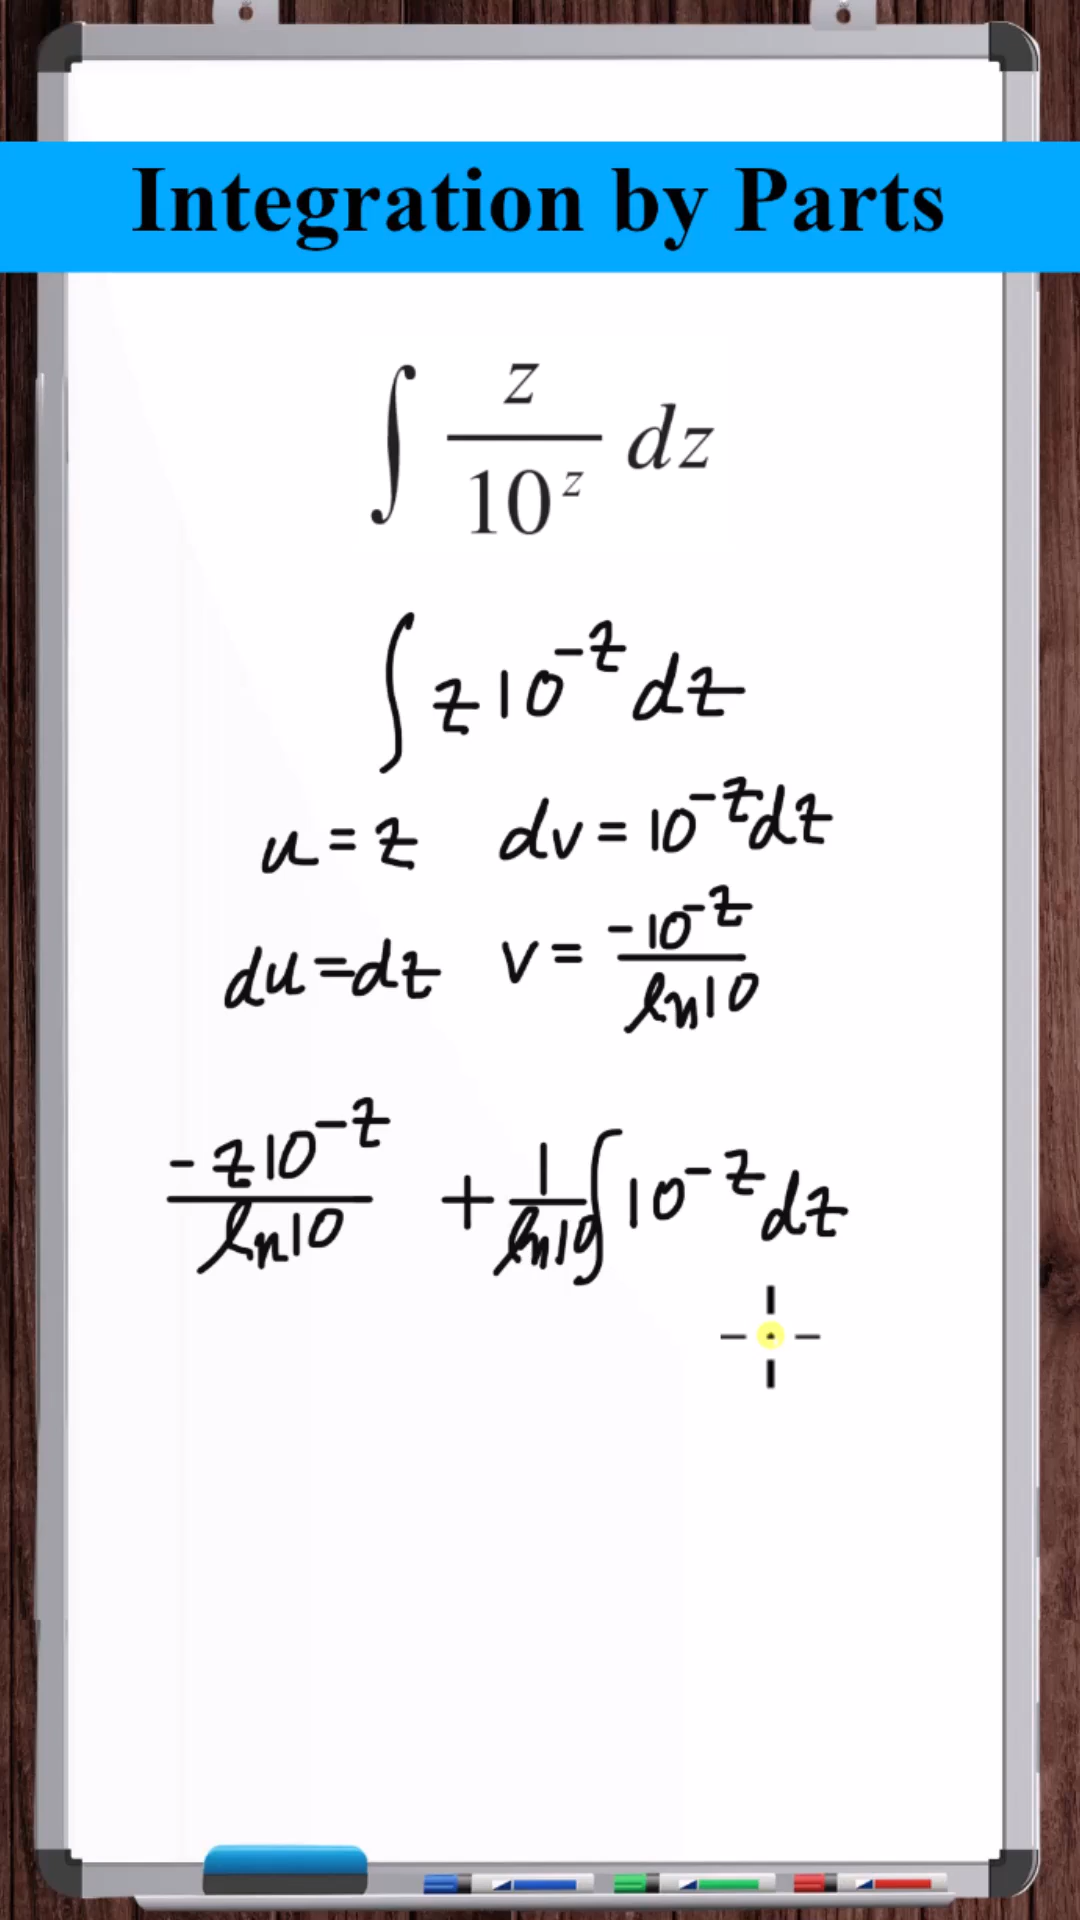 Integration by Parts
∫ z/10^z dz
∫ z10^-z dz
u = z dv = 10^-z dz
du = dz v = -10^-z/ln10
-z10^-z/ln10 + 1/ln10 ∫ 10^-z dz